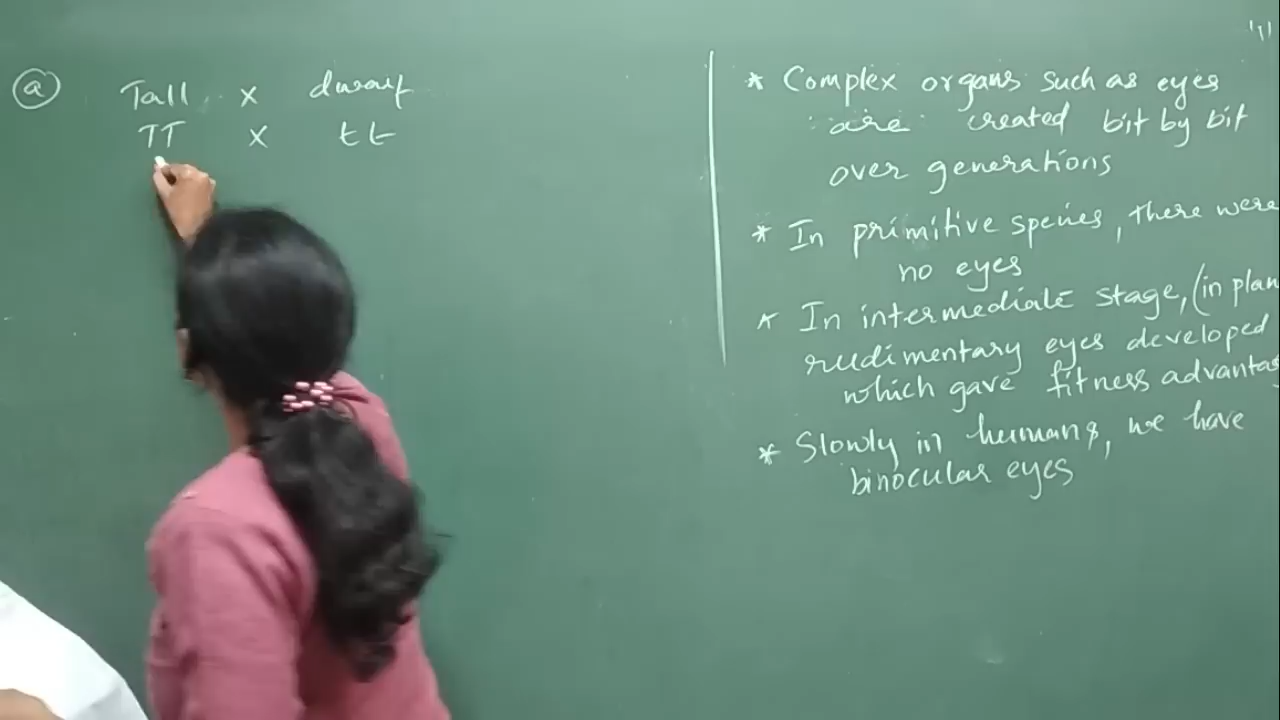 (a) Tall x dwarf
TT x tt
* Complex organs such as eyes
are created bit by bit
over generations
* In primitive species, there were
no eyes
* In intermediate stage, (in plan
rudimentary eyes developed
which gave fitness advantag
* Slowly in humans, we have
binocular eyes